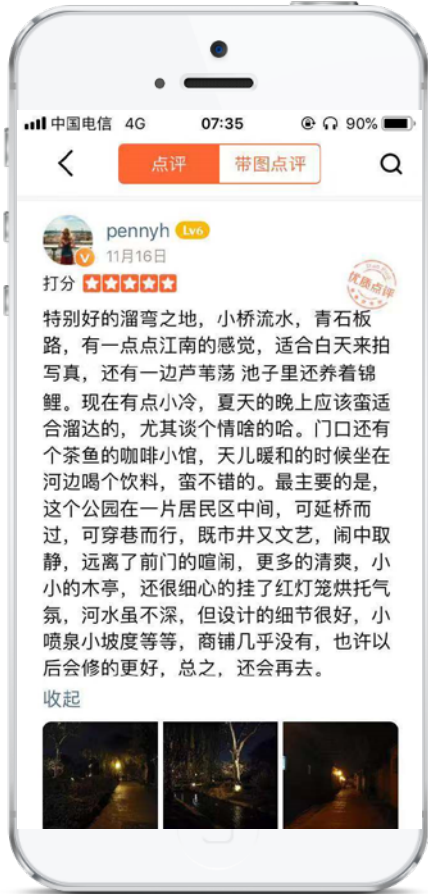 中国电信 4G 07:35 90%
点评 带图点评
pennyh Lv6
11月16日
优质点评
打分
特别好的溜弯之地，小桥流水，青石板
路，有一点点江南的感觉，适合白天来拍
写真，还有一边芦苇荡 池子里还养着锦
鲤。现在有点小冷，夏天的晚上应该蛮适
合溜达的，尤其谈个情啥的哈。门口还有
个茶鱼的咖啡小馆，天儿暖和的时候坐在
河边喝个饮料，蛮不错的。最主要的是，
这个公园在一片居民区中间，可延桥而
过，可穿巷而行，既市井又文艺，闹中取
静，远离了前门的喧闹，更多的清爽，小
小的木亭，还很细心的挂了红灯笼烘托气
氛，河水虽不深，但设计的细节很好，小
喷泉小坡度等等，商铺几乎没有，也许以
后会修的更好，总之，还会再去。
收起